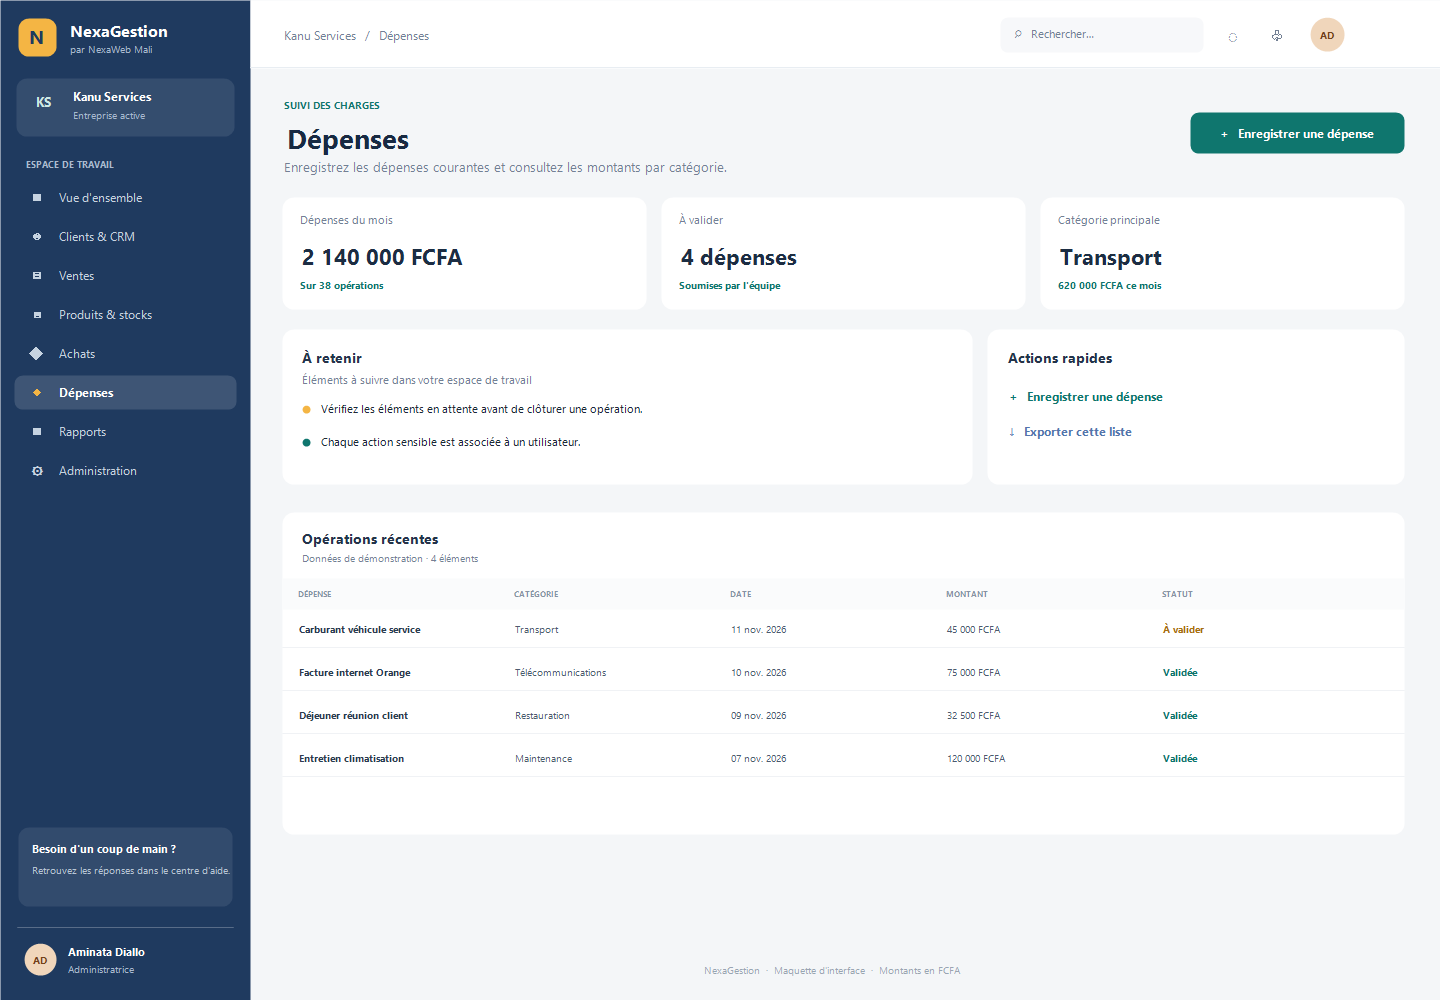 N
NexaGestion
par NexaWeb Mali
KS
Kanu Services
Entreprise active
ESPACE DE TRAVAIL
Vue d'ensemble
Clients & CRM
Ventes
Produits & stocks
Achats
Dépenses
Rapports
Administration
Besoin d'un coup de main ?
Retrouvez les réponses dans le centre d'aide.
AD
Aminata Diallo
Administratrice
Kanu Services / Dépenses
Rechercher...
AD
SUIVI DES CHARGES
Dépenses
Enregistrez les dépenses courantes et consultez les montants par catégorie.
+ Enregistrer une dépense
Dépenses du mois
2 140 000 FCFA
Sur 38 opérations
À valider
4 dépenses
Soumises par l'équipe
Catégorie principale
Transport
620 000 FCFA ce mois
À retenir
Éléments à suivre dans votre espace de travail
Vérifiez les éléments en attente avant de clôturer une opération.
Chaque action sensible est associée à un utilisateur.
Actions rapides
+ Enregistrer une dépense
↓ Exporter cette liste
Opérations récentes
Données de démonstration · 4 éléments
DÉPENSE CATÉGORIE DATE MONTANT STATUT
Carburant véhicule service Transport 11 nov. 2026 45 000 FCFA À valider
Facture internet Orange Télécommunications 10 nov. 2026 75 000 FCFA Validée
Déjeuner réunion client Restauration 09 nov. 2026 32 500 FCFA Validée
Entretien climatisation Maintenance 07 nov. 2026 120 000 FCFA Validée
NexaGestion · Maquette d'interface · Montants en FCFA